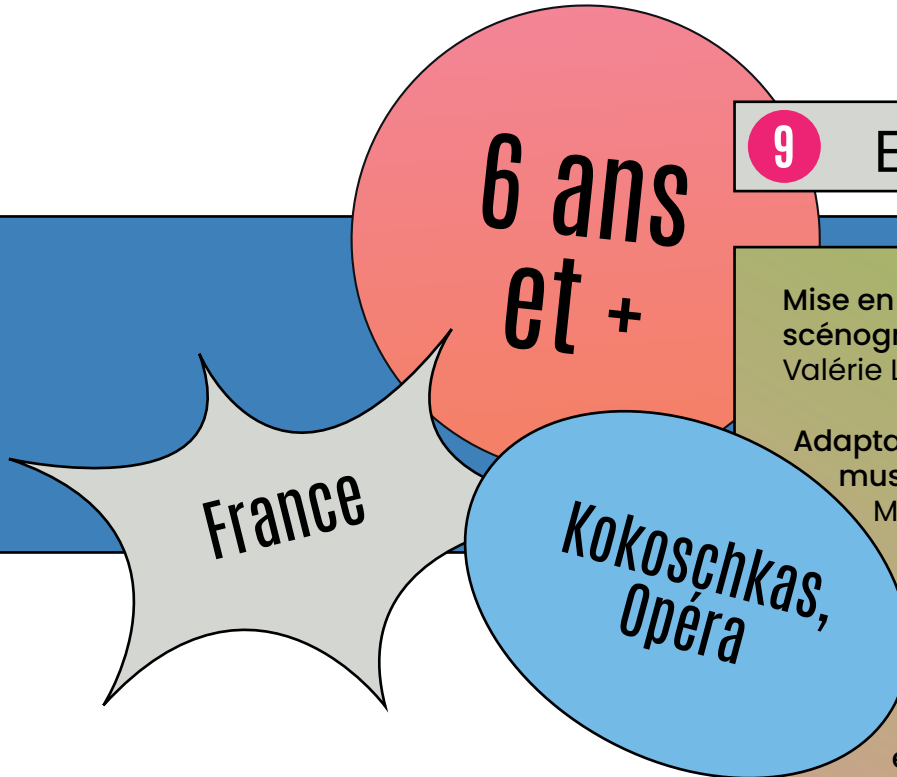 6 ans
et +
9
E
Mise en
scénogr
Valérie L
Adapta
mus
M
France
Kokoschkas,
Opéra
e